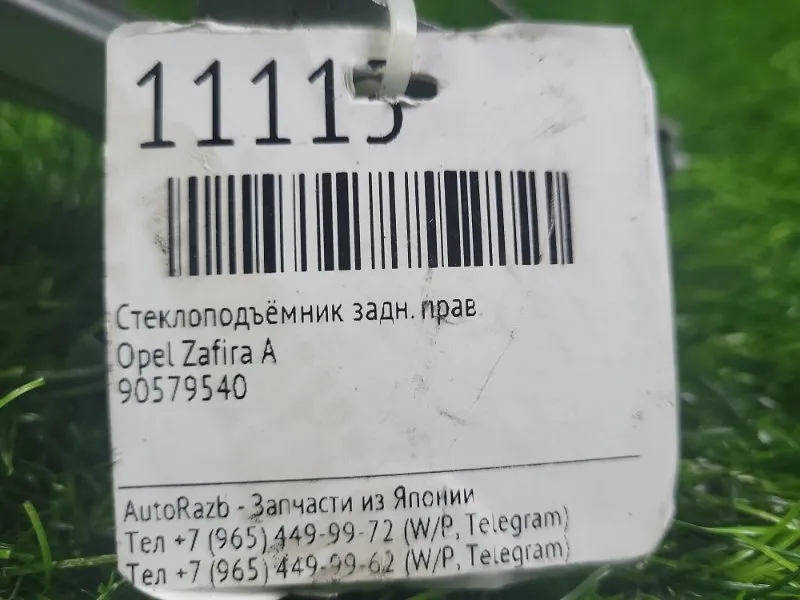 11113
Стеклоподъёмник задн. прав
Opel Zafira A
90579540
AutoRazb - Запчасти из Японии
Тел +7 (965) 449-99-72 (W/P, Telegram)
Тел +7 (965) 449-99-62 (W/P, Telegram)